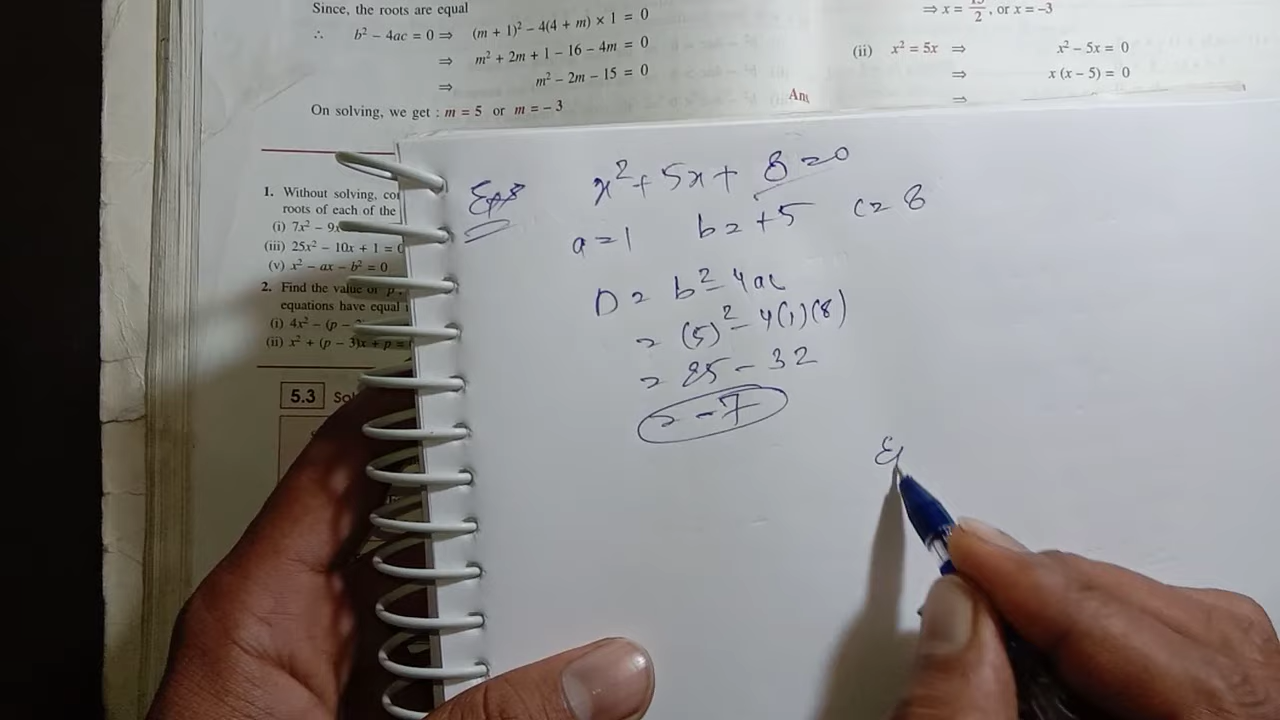 Since, the roots are equal
∴ b² – 4ac = 0 ⇒ (m + 1)² – 4(4 + m) × 1 = 0
⇒ m² + 2m + 1 – 16 – 4m = 0
⇒ m² – 2m – 15 = 0
On solving, we get : m = 5 or m = – 3
⇒ x = 15/2, or x = –3
(ii) x² = 5x ⇒ x² – 5x = 0
⇒ x (x – 5) = 0
⇒
Ans
1. Without solving,
roots of each of the
(i) 7x² – 9x
(iii) 25x² – 10x + 1 = 0
(v) x² – ax – b² = 0
2. Find the value of 'p'
equations have equal
(i) 4x² – (p –
(ii) x² + (p – 3)x + p =
5.3
x² + 5x + 8 = 0
a = 1 b = +5 c = 8
D = b² – 4ac
= (5)² – 4(1)(8)
= 25 – 32
= –7